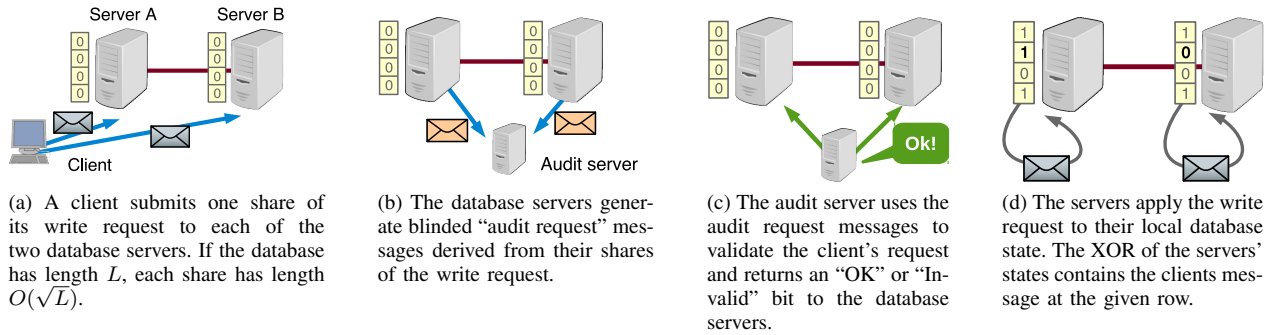 Server A
Server B
0
0
0
0
0
0
0
0
Client
(a) A client submits one share of
its write request to each of the
two database servers. If the database
has length L, each share has length
O(√L).
0
0
0
0
0
0
0
0
Audit server
(b) The database servers gener-
ate blinded “audit request” mes-
sages derived from their shares
of the write request.
0
0
0
0
0
0
0
0
Ok!
(c) The audit server uses the
audit request messages to
validate the client’s request
and returns an “OK” or “In-
valid” bit to the database
servers.
1
1
0
1
1
0
0
1
(d) The servers apply the write
request to their local database
state. The XOR of the servers’
states contains the clients mes-
sage at the given row.